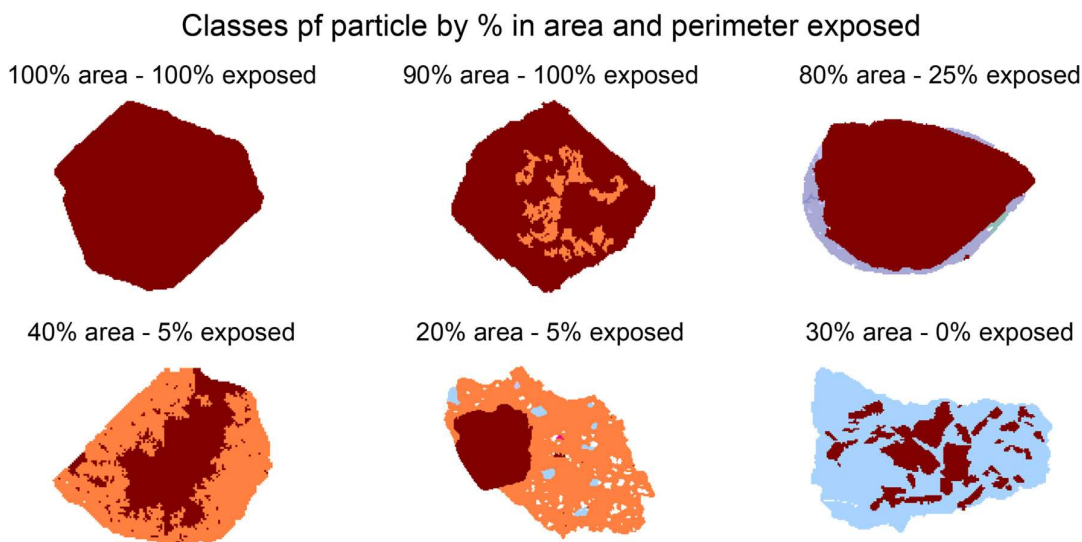 Classes pf particle by % in area and perimeter exposed
100% area - 100% exposed
90% area - 100% exposed
80% area - 25% exposed
40% area - 5% exposed
20% area - 5% exposed
30% area - 0% exposed